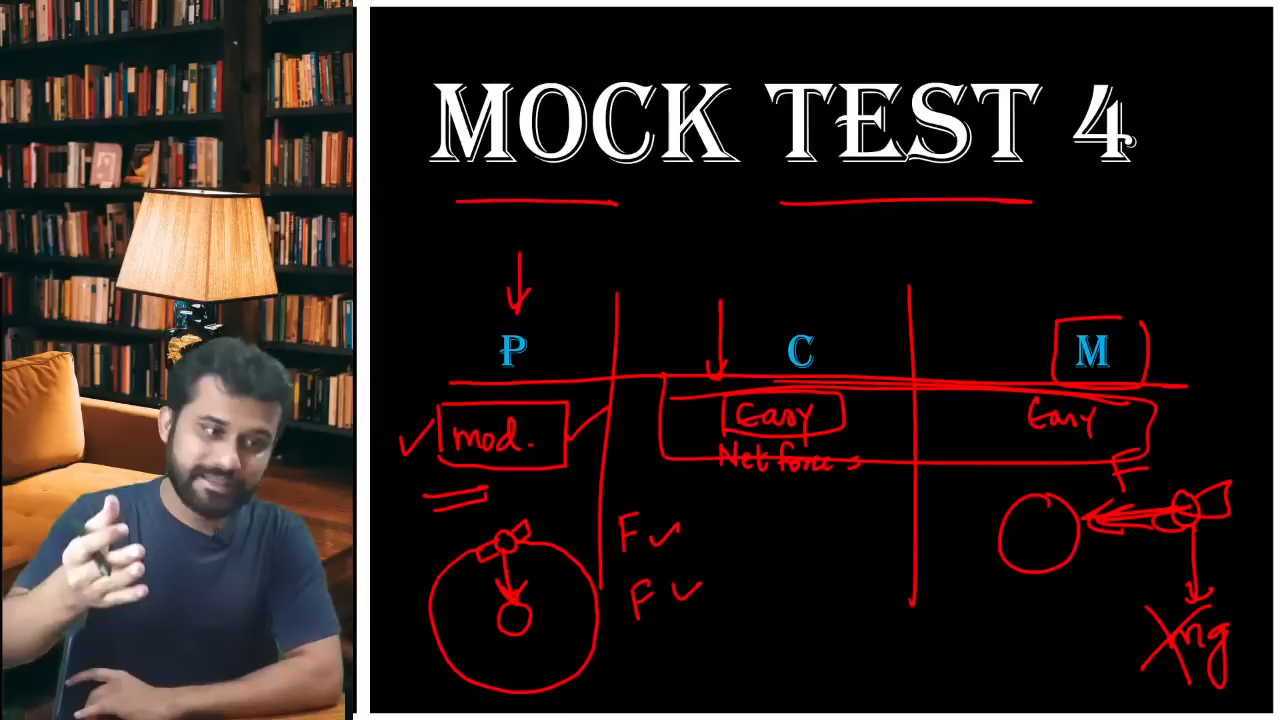 MOCK TEST 4
P C M
mod. Easy Easy
Net force s
F
F
F
mg